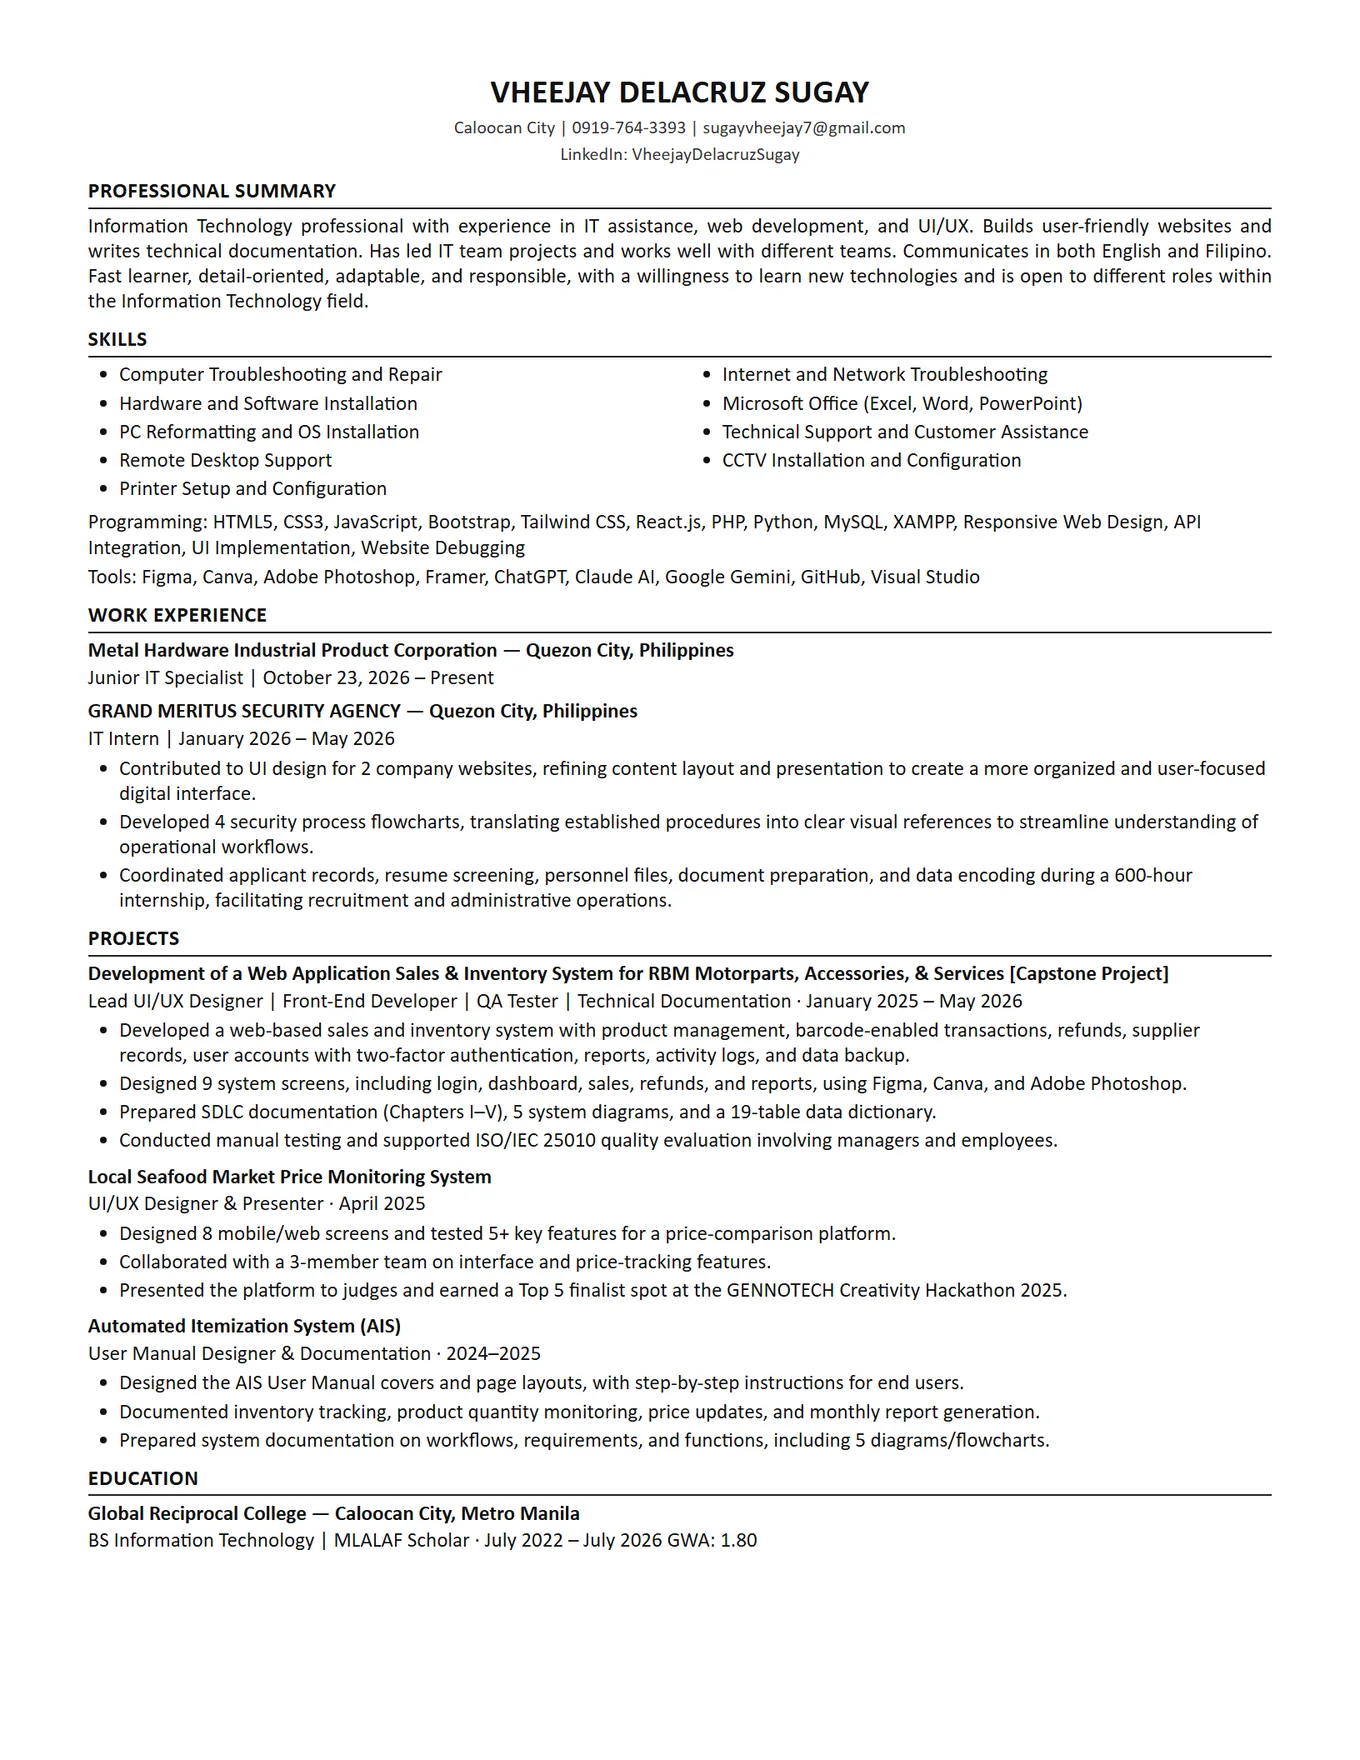 VHEEJAY DELACRUZ SUGAY
Caloocan City | 0919-764-3393 | sugayvheejay7@gmail.com
LinkedIn: VheejayDelacruzSugay
PROFESSIONAL SUMMARY
Information Technology professional with experience in IT assistance, web development, and UI/UX. Builds user-friendly websites and
writes technical documentation. Has led IT team projects and works well with different teams. Communicates in both English and Filipino.
Fast learner, detail-oriented, adaptable, and responsible, with a willingness to learn new technologies and is open to different roles within
the Information Technology field.
SKILLS
• Computer Troubleshooting and Repair
• Hardware and Software Installation
• PC Reformatting and OS Installation
• Remote Desktop Support
• Printer Setup and Configuration
• Internet and Network Troubleshooting
• Microsoft Office (Excel, Word, PowerPoint)
• Technical Support and Customer Assistance
• CCTV Installation and Configuration
Programming: HTML5, CSS3, JavaScript, Bootstrap, Tailwind CSS, React.js, PHP, Python, MySQL, XAMPP, Responsive Web Design, API
Integration, UI Implementation, Website Debugging
Tools: Figma, Canva, Adobe Photoshop, Framer, ChatGPT, Claude AI, Google Gemini, GitHub, Visual Studio
WORK EXPERIENCE
Metal Hardware Industrial Product Corporation — Quezon City, Philippines
Junior IT Specialist | October 23, 2026 – Present
GRAND MERITUS SECURITY AGENCY — Quezon City, Philippines
IT Intern | January 2026 – May 2026
• Contributed to UI design for 2 company websites, refining content layout and presentation to create a more organized and user-focused
digital interface.
• Developed 4 security process flowcharts, translating established procedures into clear visual references to streamline understanding of
operational workflows.
• Coordinated applicant records, resume screening, personnel files, document preparation, and data encoding during a 600-hour
internship, facilitating recruitment and administrative operations.
PROJECTS
Development of a Web Application Sales & Inventory System for RBM Motorparts, Accessories, & Services [Capstone Project]
Lead UI/UX Designer | Front-End Developer | QA Tester | Technical Documentation · January 2025 – May 2026
• Developed a web-based sales and inventory system with product management, barcode-enabled transactions, refunds, supplier
records, user accounts with two-factor authentication, reports, activity logs, and data backup.
• Designed 9 system screens, including login, dashboard, sales, refunds, and reports, using Figma, Canva, and Adobe Photoshop.
• Prepared SDLC documentation (Chapters I–V), 5 system diagrams, and a 19-table data dictionary.
• Conducted manual testing and supported ISO/IEC 25010 quality evaluation involving managers and employees.
Local Seafood Market Price Monitoring System
UI/UX Designer & Presenter · April 2025
• Designed 8 mobile/web screens and tested 5+ key features for a price-comparison platform.
• Collaborated with a 3-member team on interface and price-tracking features.
• Presented the platform to judges and earned a Top 5 finalist spot at the GENNOTECH Creativity Hackathon 2025.
Automated Itemization System (AIS)
User Manual Designer & Documentation · 2024–2025
• Designed the AIS User Manual covers and page layouts, with step-by-step instructions for end users.
• Documented inventory tracking, product quantity monitoring, price updates, and monthly report generation.
• Prepared system documentation on workflows, requirements, and functions, including 5 diagrams/flowcharts.
EDUCATION
Global Reciprocal College — Caloocan City, Metro Manila
BS Information Technology | MLALAF Scholar · July 2022 – July 2026 GWA: 1.80